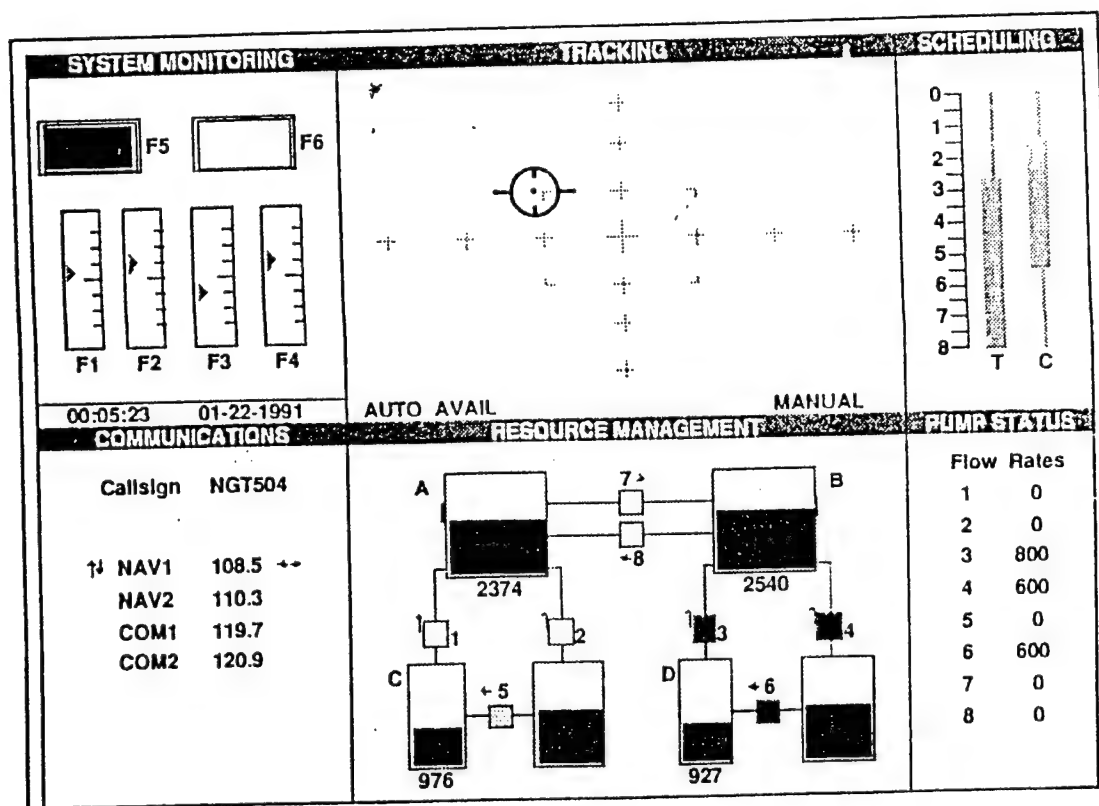 SYSTEM MONITORING
TRACKING
SCHEDULING
F5
F6
F1 F2 F3 F4
0
1
2
3
4
5
6
7
8
T C
00:05:23 01-22-1991
AUTO AVAIL
MANUAL
COMMUNICATIONS
RESOURCE MANAGEMENT
PUMP STATUS
Callsign NGT504
NAV1 108.5
NAV2 110.3
COM1 119.7
COM2 120.9
A
7
B
8
2374
2540
1
2
3
4
C
5
D
6
976
927
Flow Rates
1 0
2 0
3 800
4 600
5 0
6 600
7 0
8 0